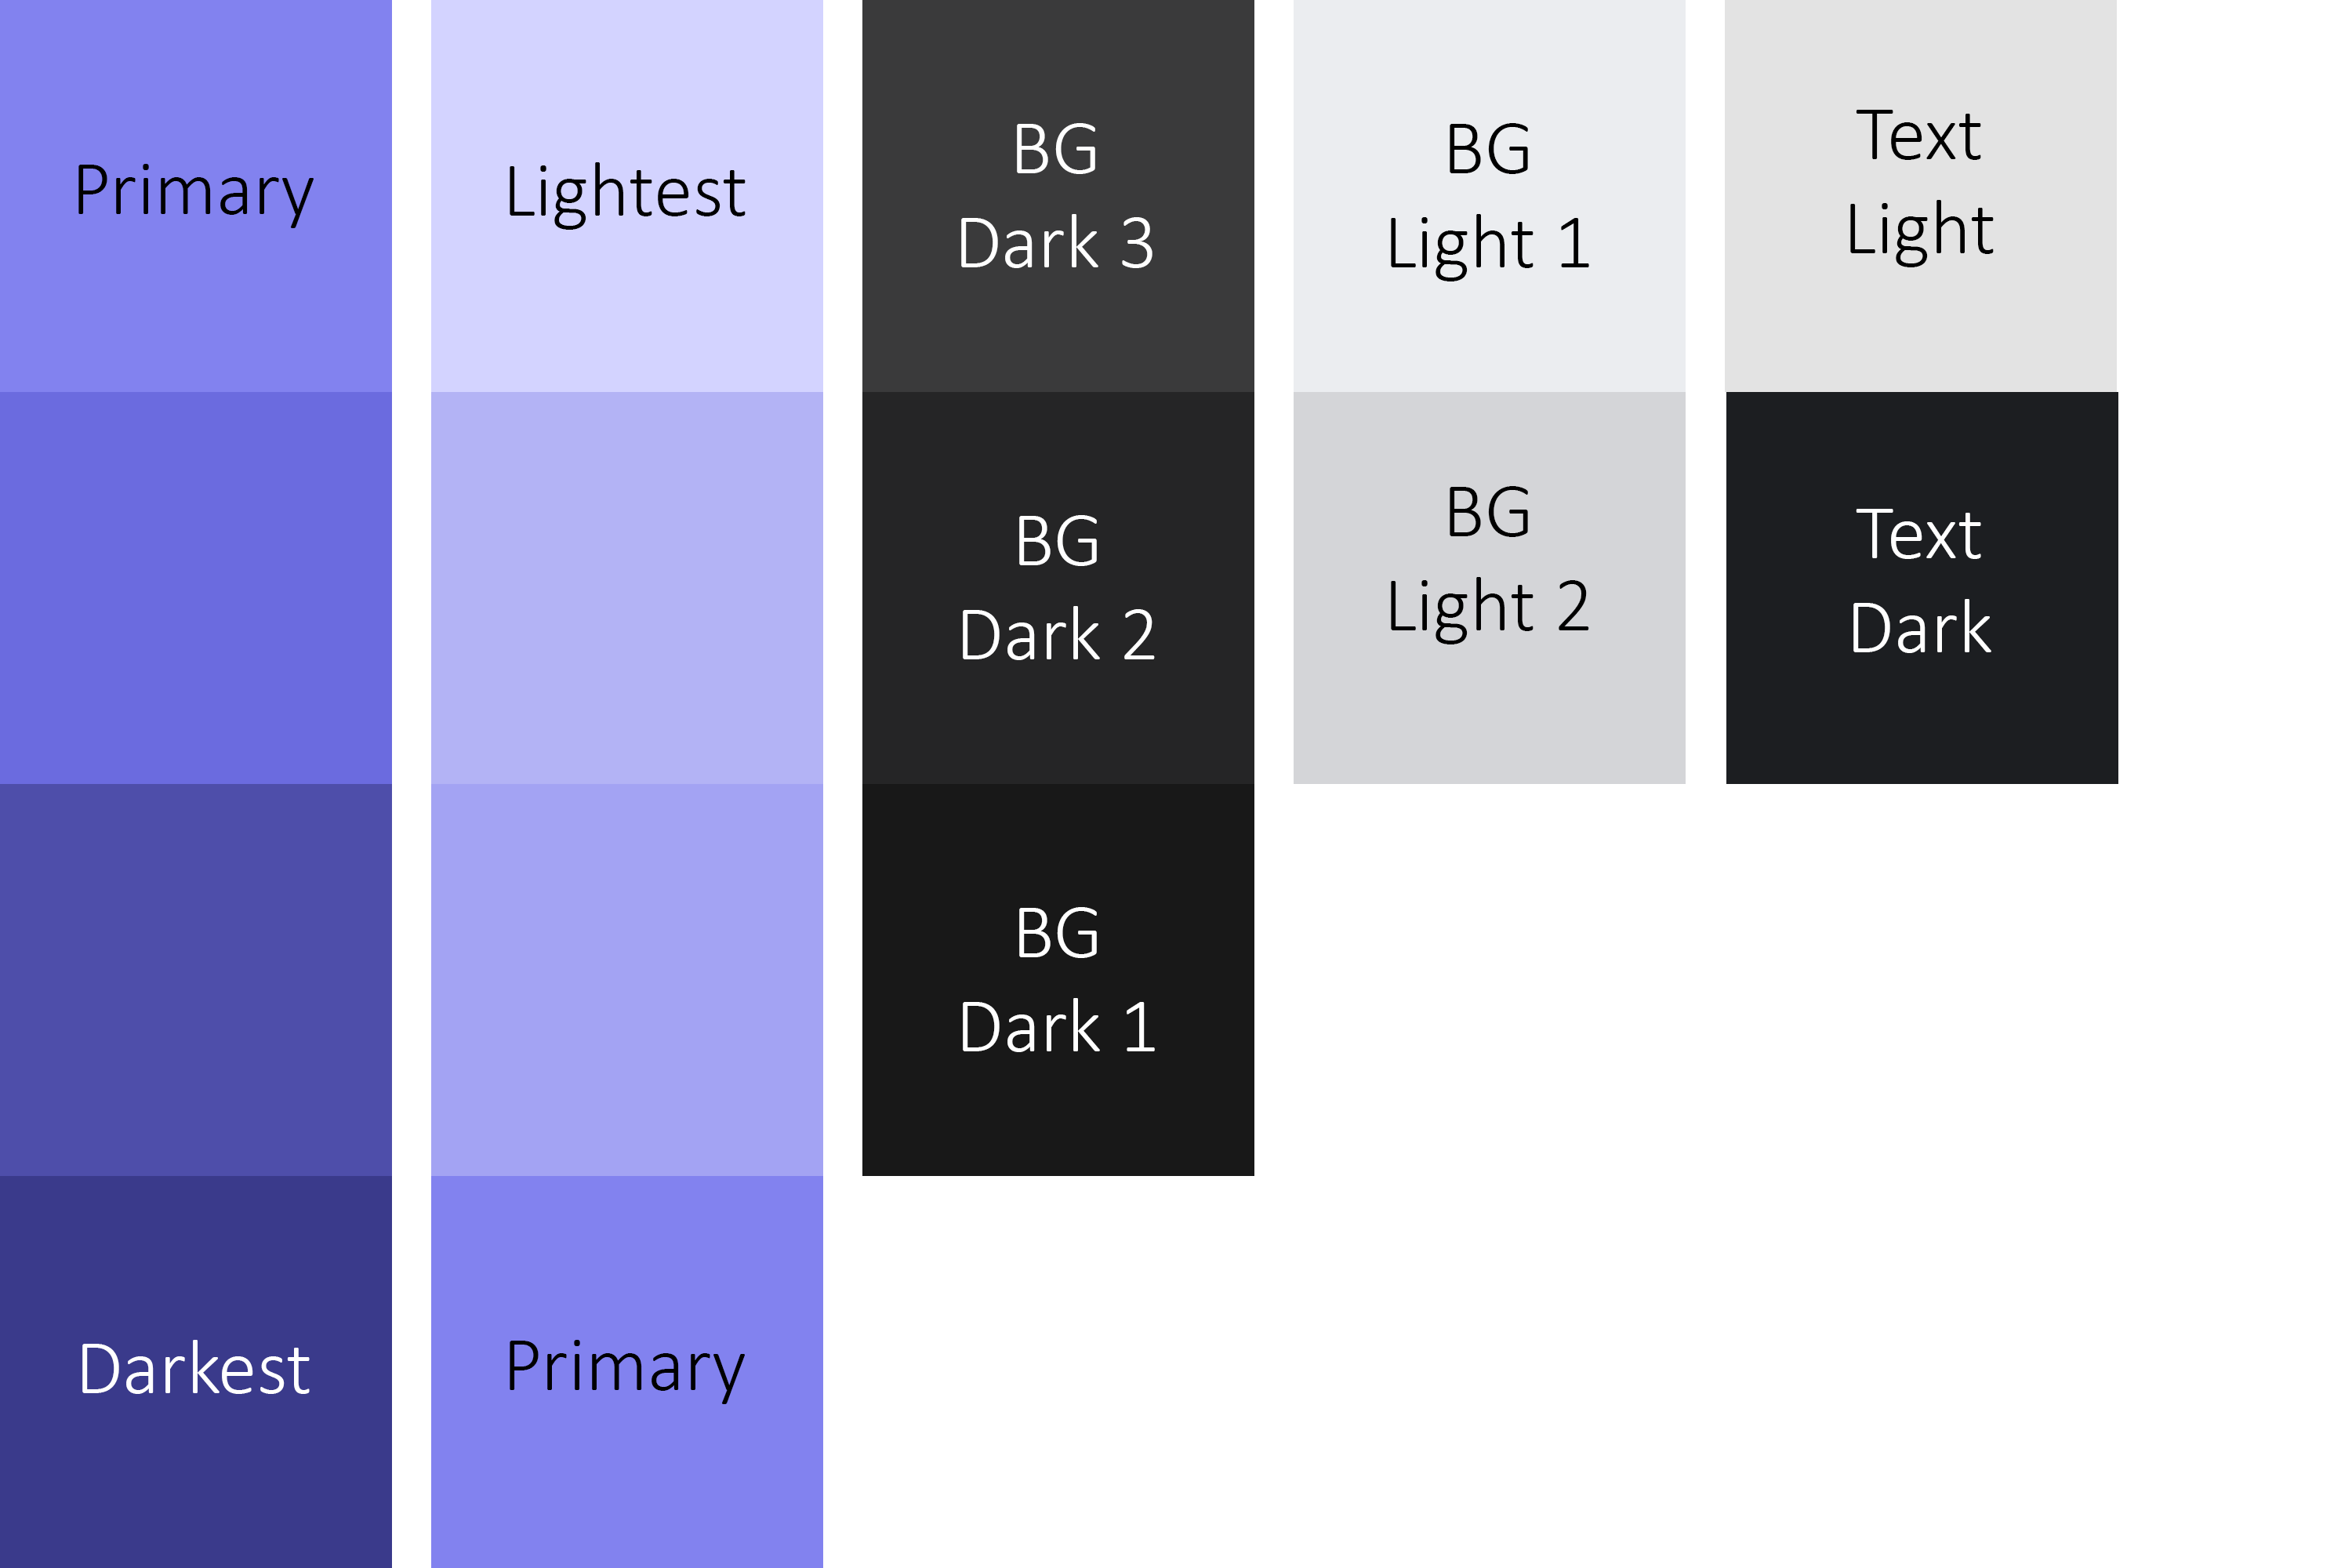 Primary
Darkest
Lightest
Primary
BG
Dark 3
BG
Dark 2
BG
Dark 1
BG
Light 1
BG
Light 2
Text
Light
Text
Dark